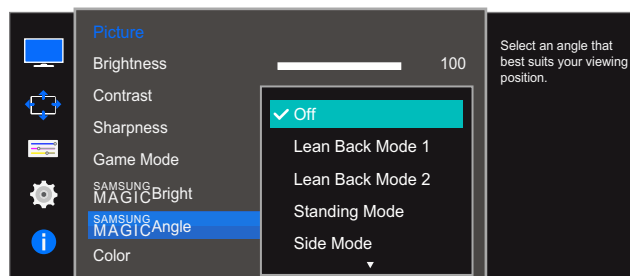 Picture
Brightness 100
Contrast
Sharpness
Game Mode
SAMSUNG
MAGICBright
SAMSUNG
MAGICAngle
Color
Off
Lean Back Mode 1
Lean Back Mode 2
Standing Mode
Side Mode
Select an angle that
best suits your viewing
position.